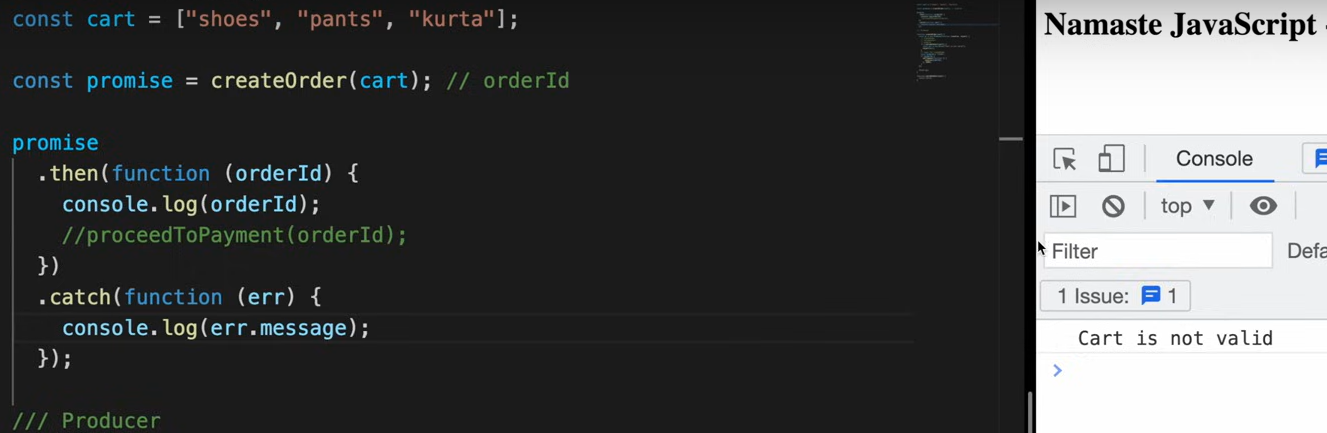 const cart = ["shoes", "pants", "kurta"];
const promise = createOrder(cart); // orderId
promise
.then(function (orderId) {
console.log(orderId);
//proceedToPayment(orderId);
})
.catch(function (err) {
console.log(err.message);
});
/// Producer
Namaste JavaScript
Console
top
Filter
Defa
1 Issue: 1
Cart is not valid